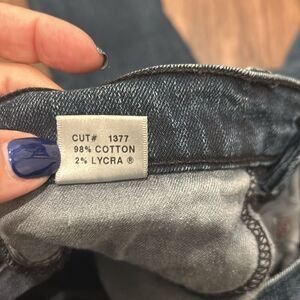 CUT# 1377
98% COTTON
2% LYCRA ®